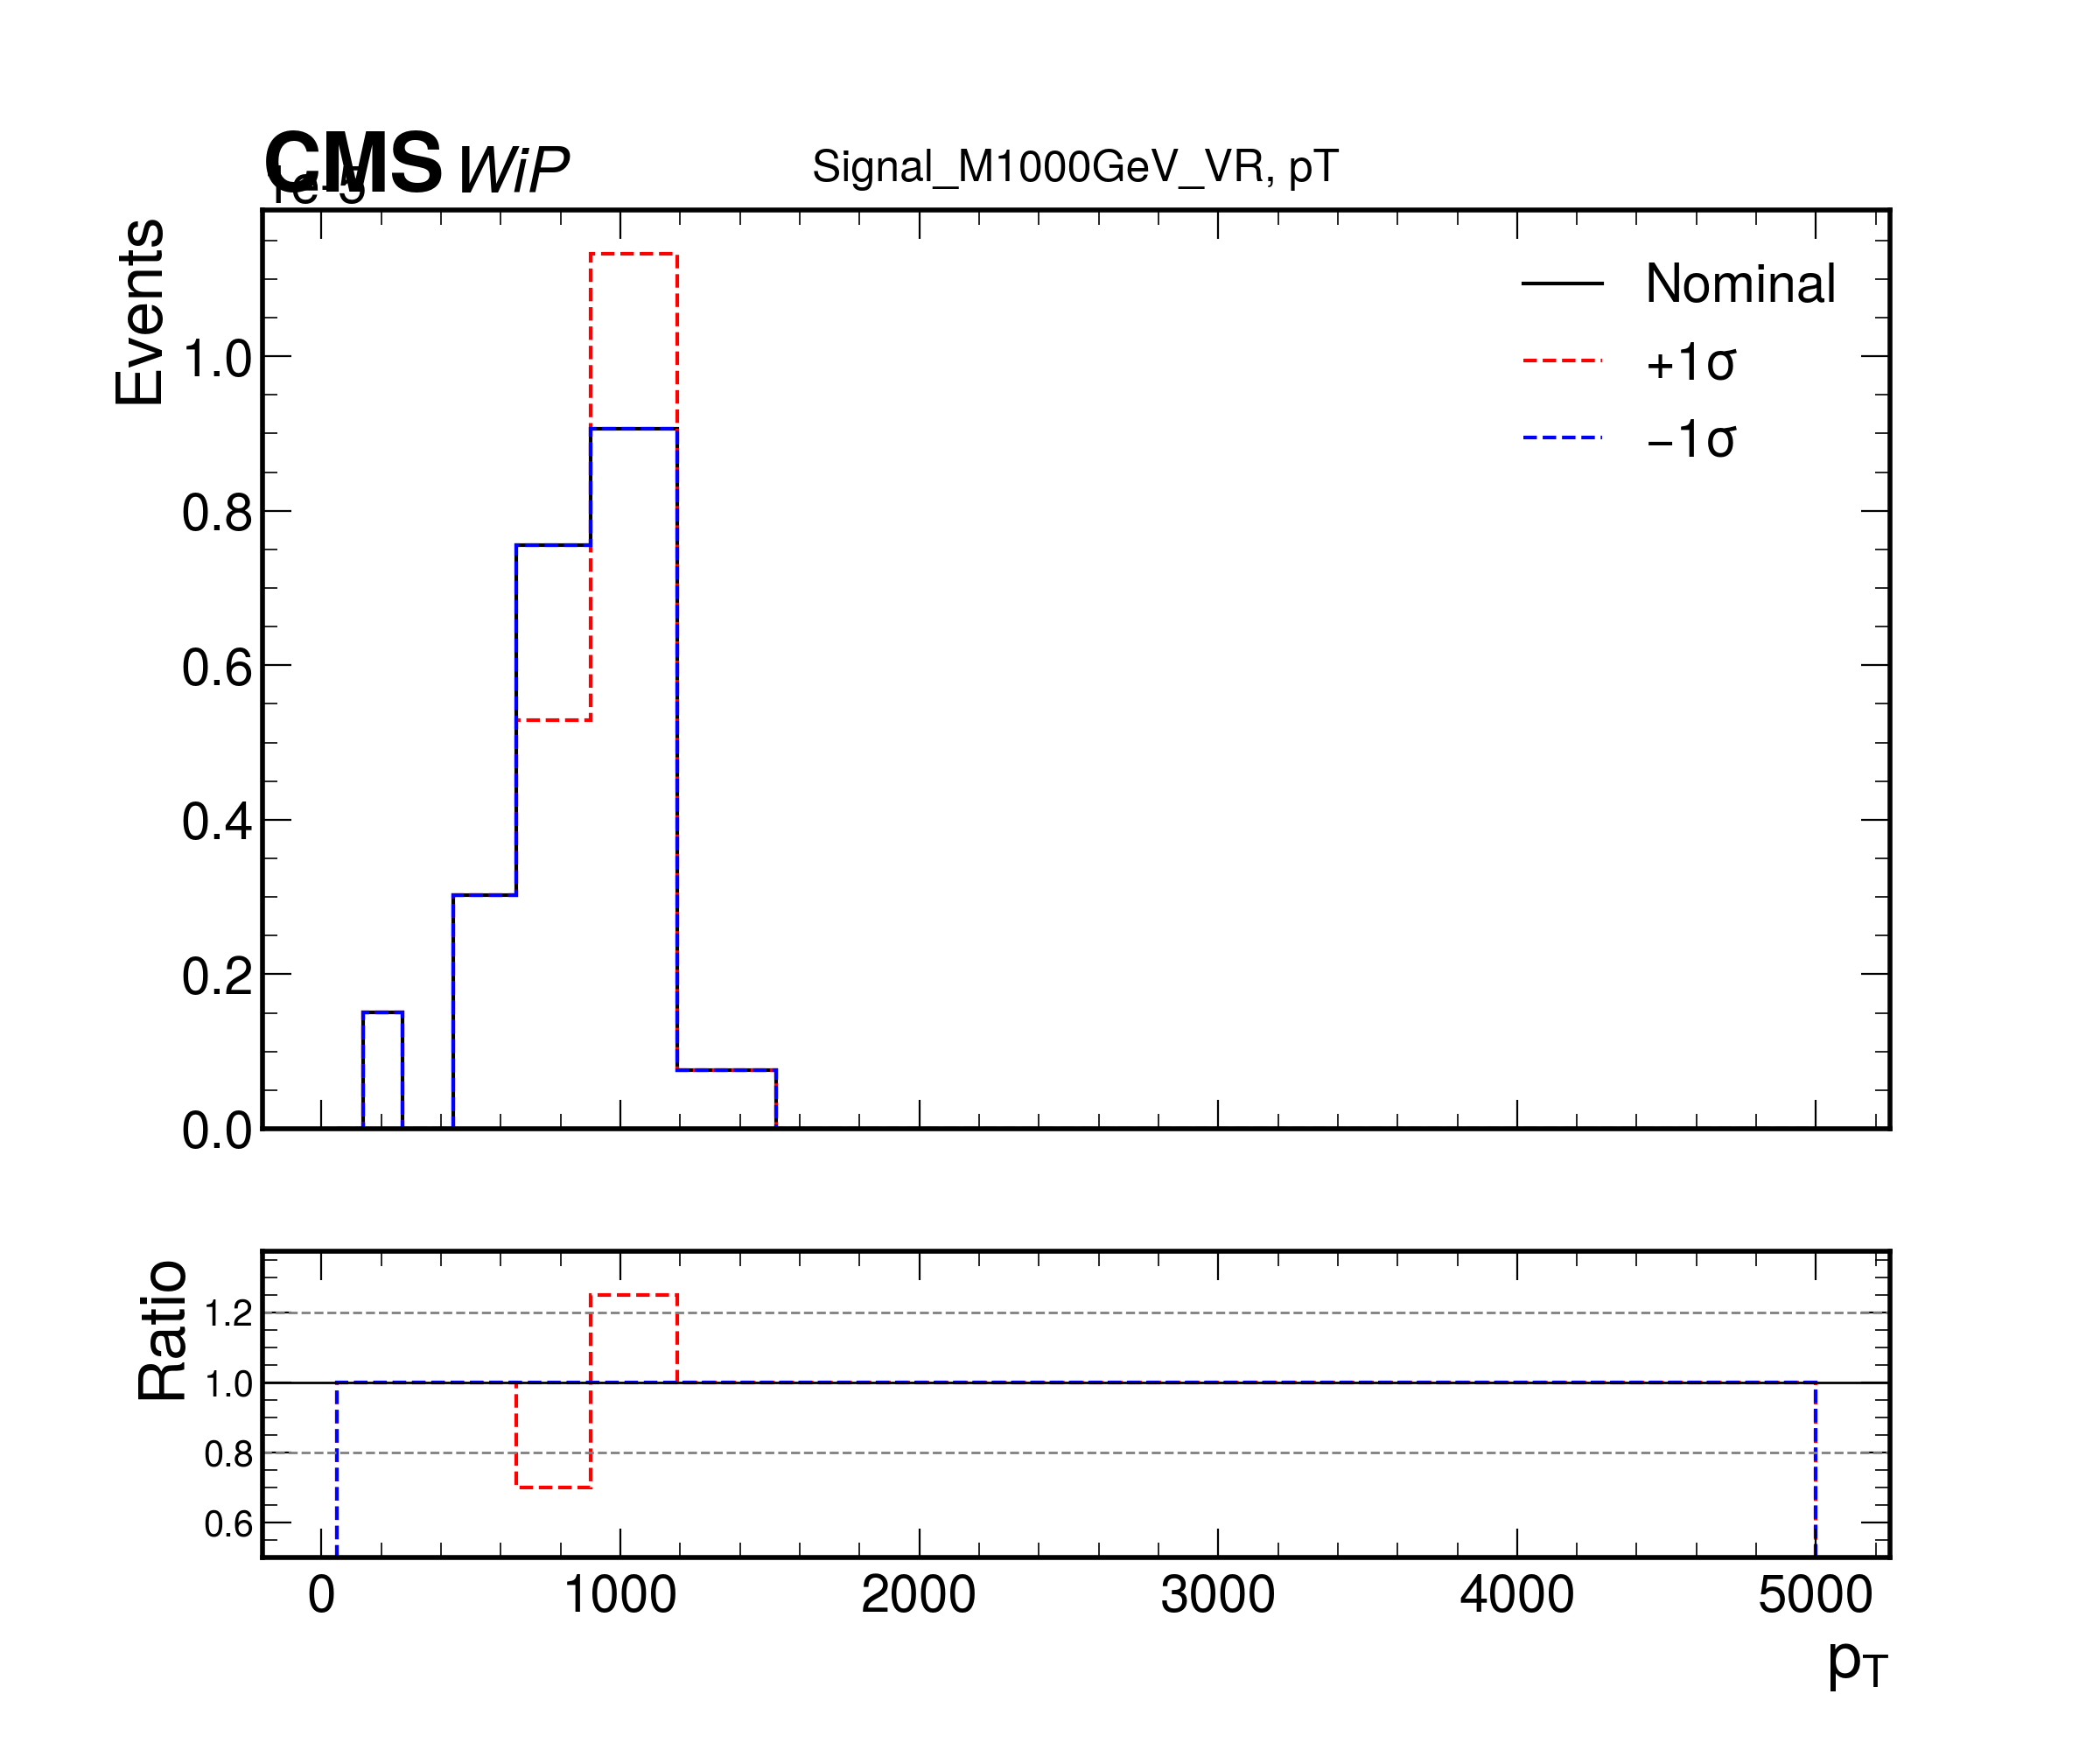 CMS WiP
Signal_M1000GeV_VR, pT
Events
Nominal
+1σ
−1σ
1.0
0.8
0.6
0.4
0.2
0.0
Ratio
1.2
1.0
0.8
0.6
0 1000 2000 3000 4000 5000
pT